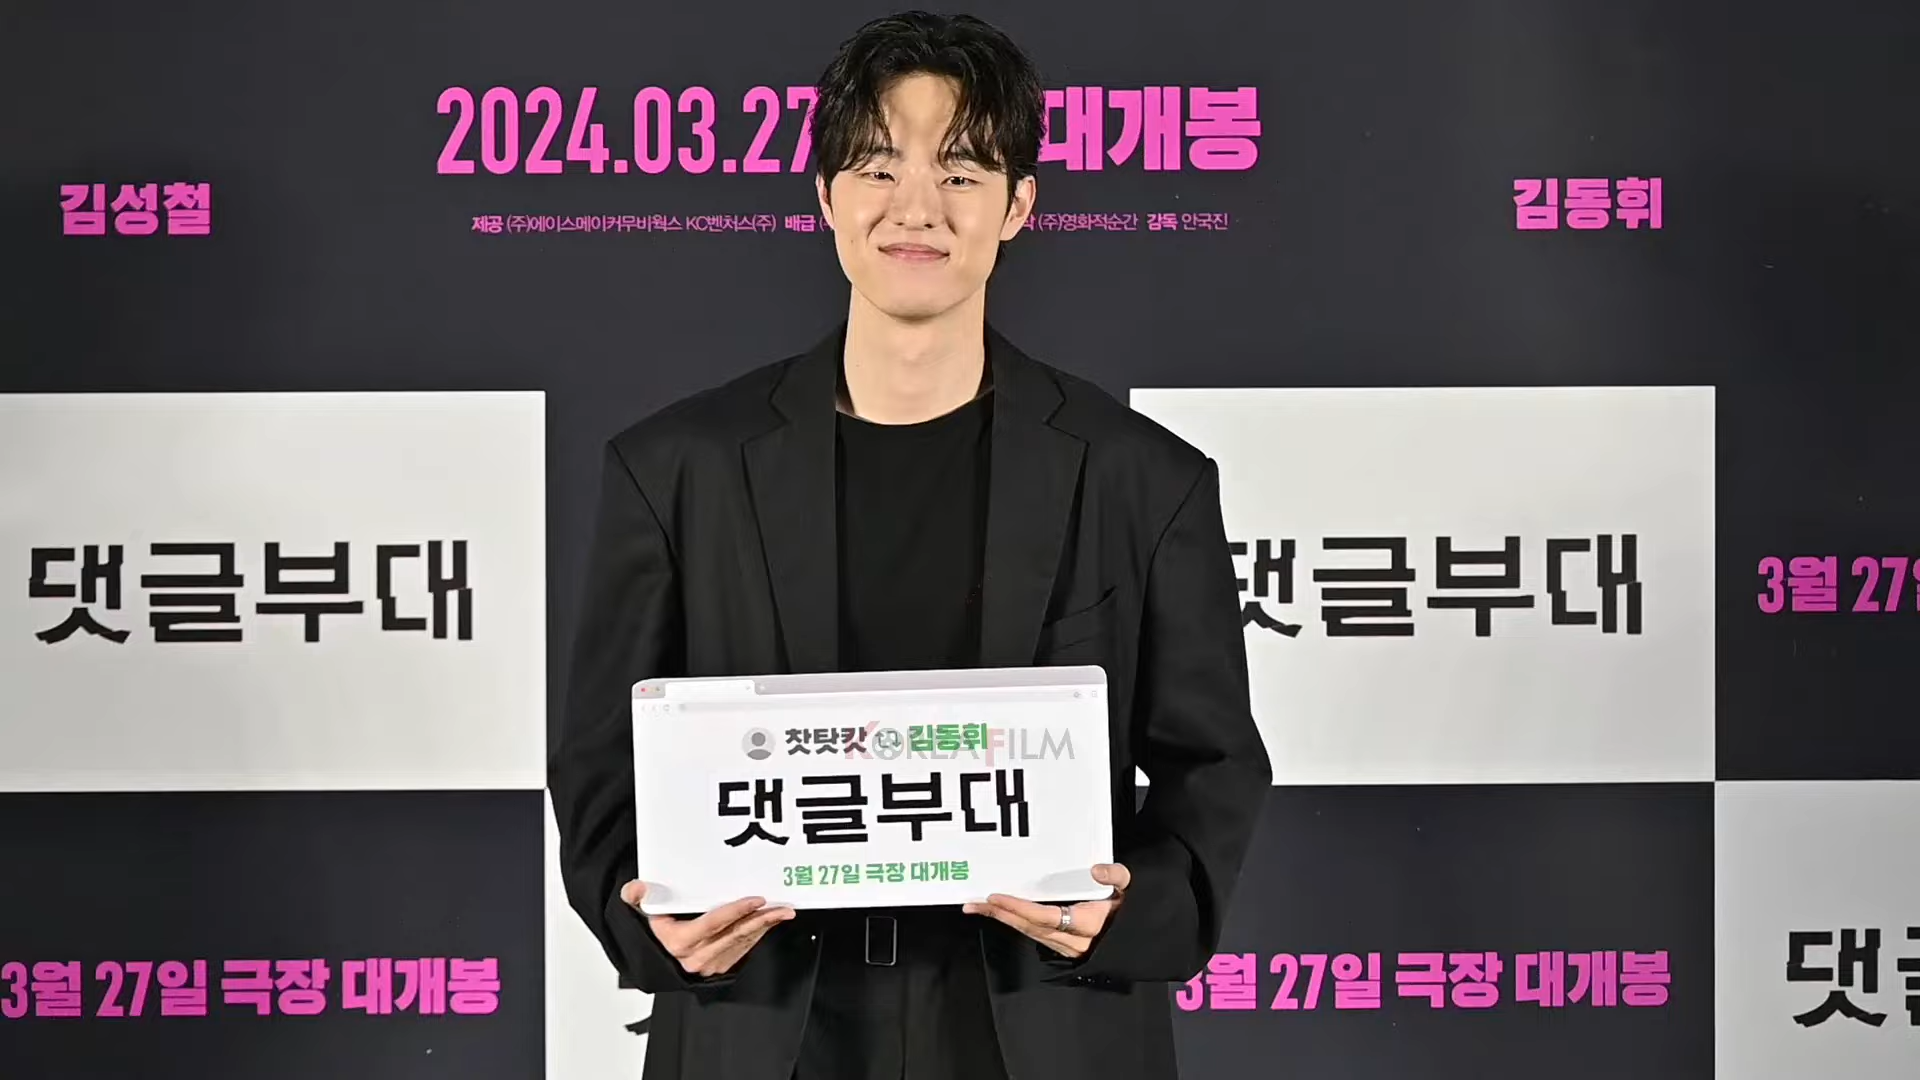 2024.03.27 대개봉
김성철
김동휘
제공 (주)에이스메이커무비웍스 KC벤처스(주) 배급 (주)영화적순간 감독 안국진
댓글부대
댓글부대
3월 27
찻탓캇 김동휘
KOREAFILM
댓글부대
3월 27일 극장 대개봉
3월 27일 극장 대개봉
3월 27일 극장 대개봉
댓